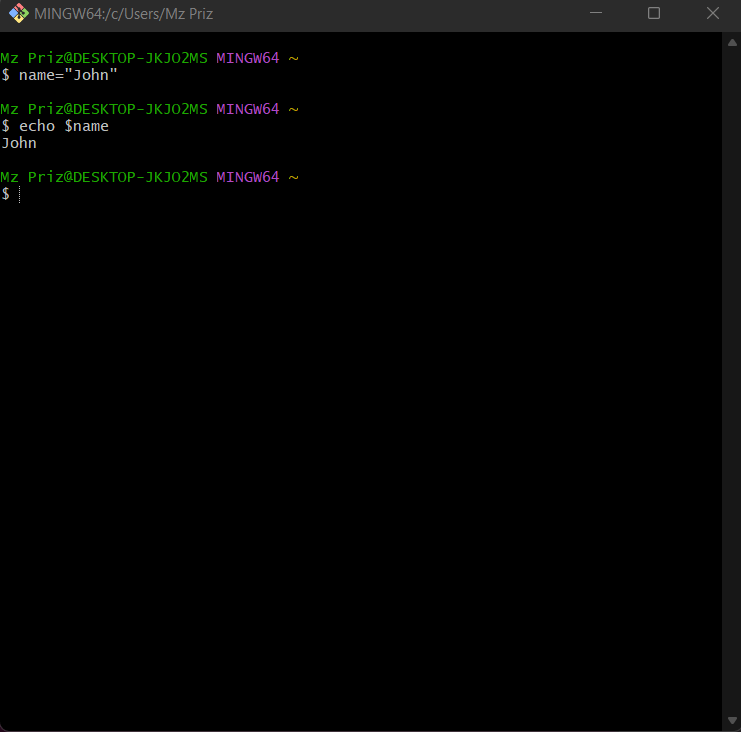 MINGW64:/c/Users/Mz Priz
Mz Priz@DESKTOP-JKJO2MS MINGW64 ~
$ name="John"
Mz Priz@DESKTOP-JKJO2MS MINGW64 ~
$ echo $name
John
Mz Priz@DESKTOP-JKJO2MS MINGW64 ~
$